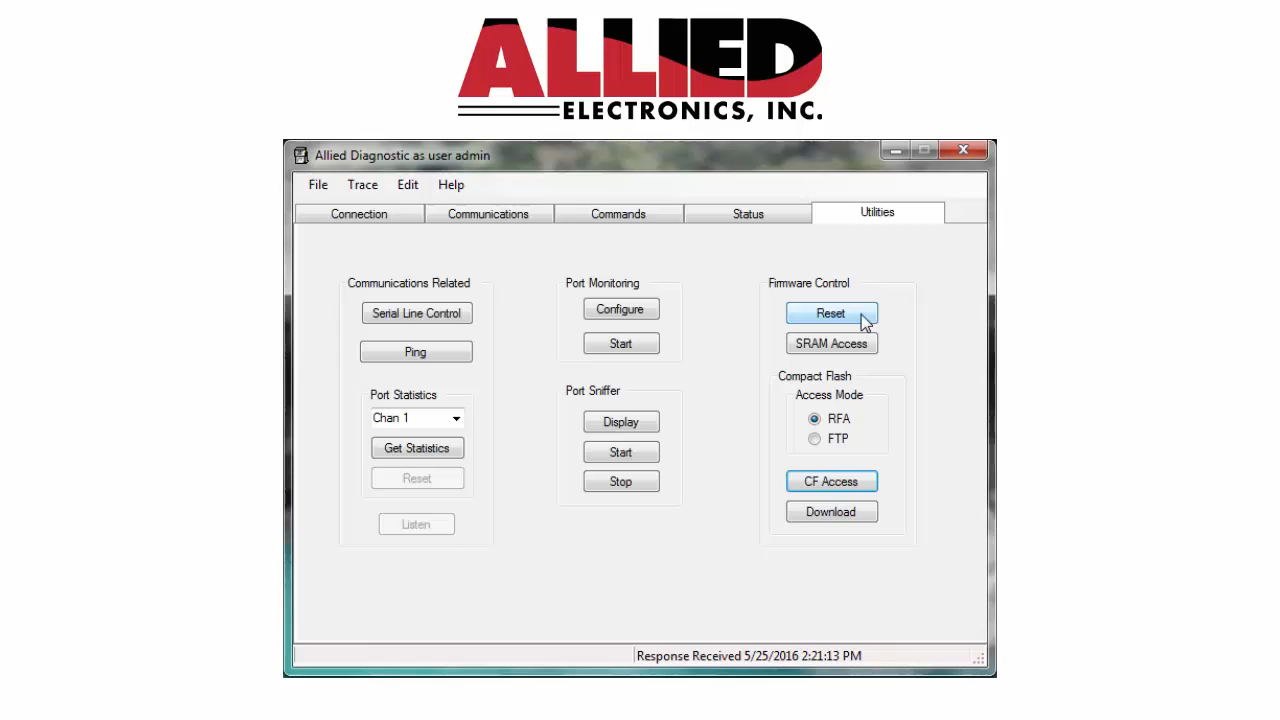 ALLIED
ELECTRONICS, INC.
Allied Diagnostic as user admin
File Trace Edit Help
Connection Communications Commands Status Utilities
Communications Related
Serial Line Control
Ping
Port Statistics
Chan 1
Get Statistics
Reset
Listen
Port Monitoring
Configure
Start
Port Sniffer
Display
Start
Stop
Firmware Control
Reset
SRAM Access
Compact Flash
Access Mode
RFA
FTP
CF Access
Download
Response Received 5/25/2016 2:21:13 PM